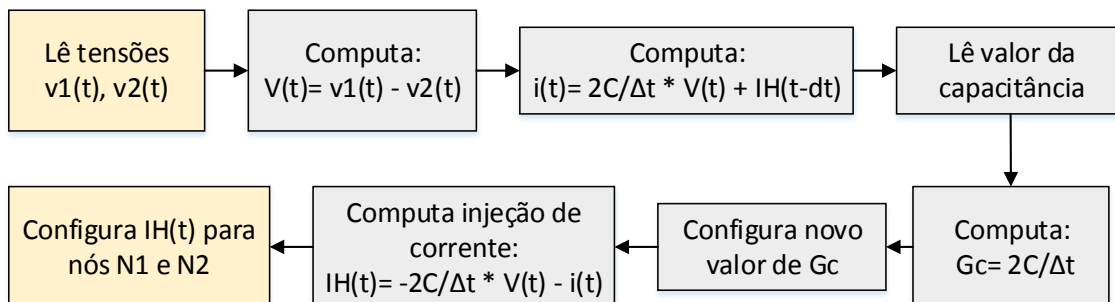 Lê tensões
v1(t), v2(t)
Computa:
V(t)= v1(t) - v2(t)
Computa:
i(t)= 2C/Δt * V(t) + IH(t-dt)
Lê valor da
capacitância
Computa:
Gc= 2C/Δt
Configura novo
valor de Gc
Computa injeção de
corrente:
IH(t)= -2C/Δt * V(t) - i(t)
Configura IH(t) para
nós N1 e N2